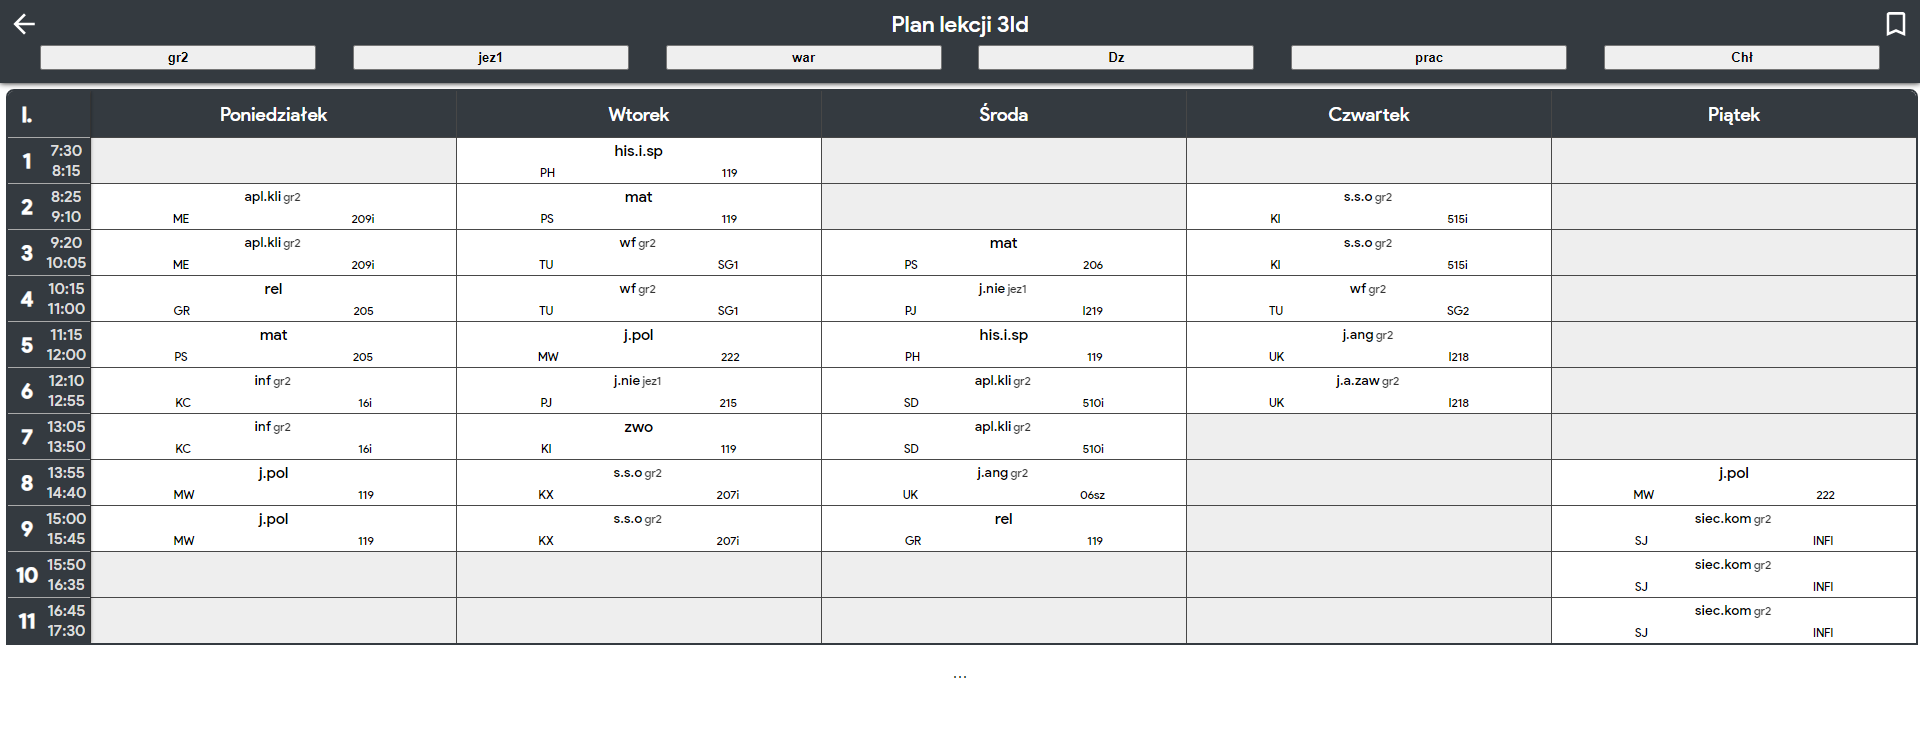 Plan lekcji 3ld
gr2 jez1 war Dz prac Chł
l. Poniedziałek Wtorek Środa Czwartek Piątek
1 7:30 8:15 his.i.sp PH 119
2 8:25 9:10 apl.kli gr2 ME 209i mat PS 119 s.s.o gr2 KI 515i
3 9:20 10:05 apl.kli gr2 ME 209i wf gr2 TU SG1 mat PS 206 s.s.o gr2 KI 515i
4 10:15 11:00 rel GR 205 wf gr2 TU SG1 j.nie jez1 PJ I219 wf gr2 TU SG2
5 11:15 12:00 mat PS 205 j.pol MW 222 his.i.sp PH 119 j.ang gr2 UK I218
6 12:10 12:55 inf gr2 KC 16i j.nie jez1 PJ 215 apl.kli gr2 SD 510i j.a.zaw gr2 UK I218
7 13:05 13:50 inf gr2 KC 16i zwo KI 119 apl.kli gr2 SD 510i
8 13:55 14:40 j.pol MW 119 s.s.o gr2 KX 207i j.ang gr2 UK 06sz j.pol MW 222
9 15:00 15:45 j.pol MW 119 s.s.o gr2 KX 207i rel GR 119 siec.kom gr2 SJ INFI
10 15:50 16:35 siec.kom gr2 SJ INFI
11 16:45 17:30 siec.kom gr2 SJ INFI
...